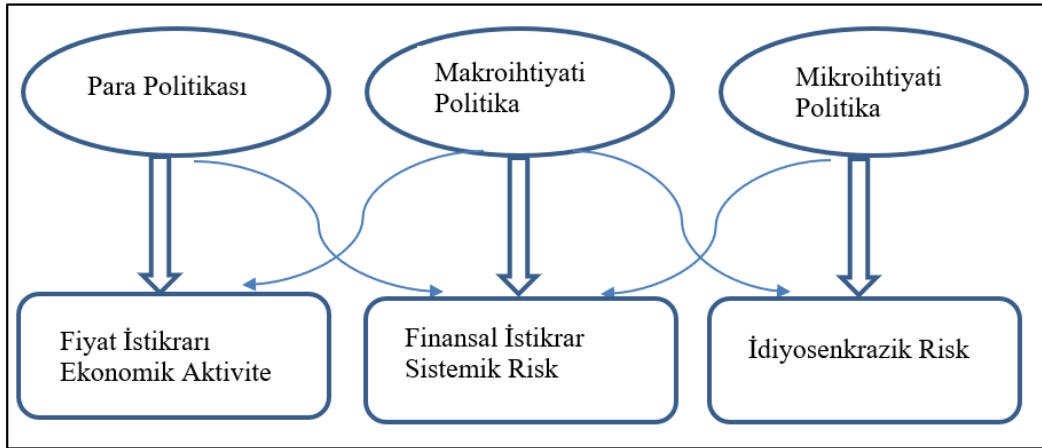 Para Politikası
Makroihtiyati
Politika
Mikroihtiyati
Politika
Fiyat İstikrarı
Ekonomik Aktivite
Finansal İstikrar
Sistemik Risk
İdiyosenkrazik Risk